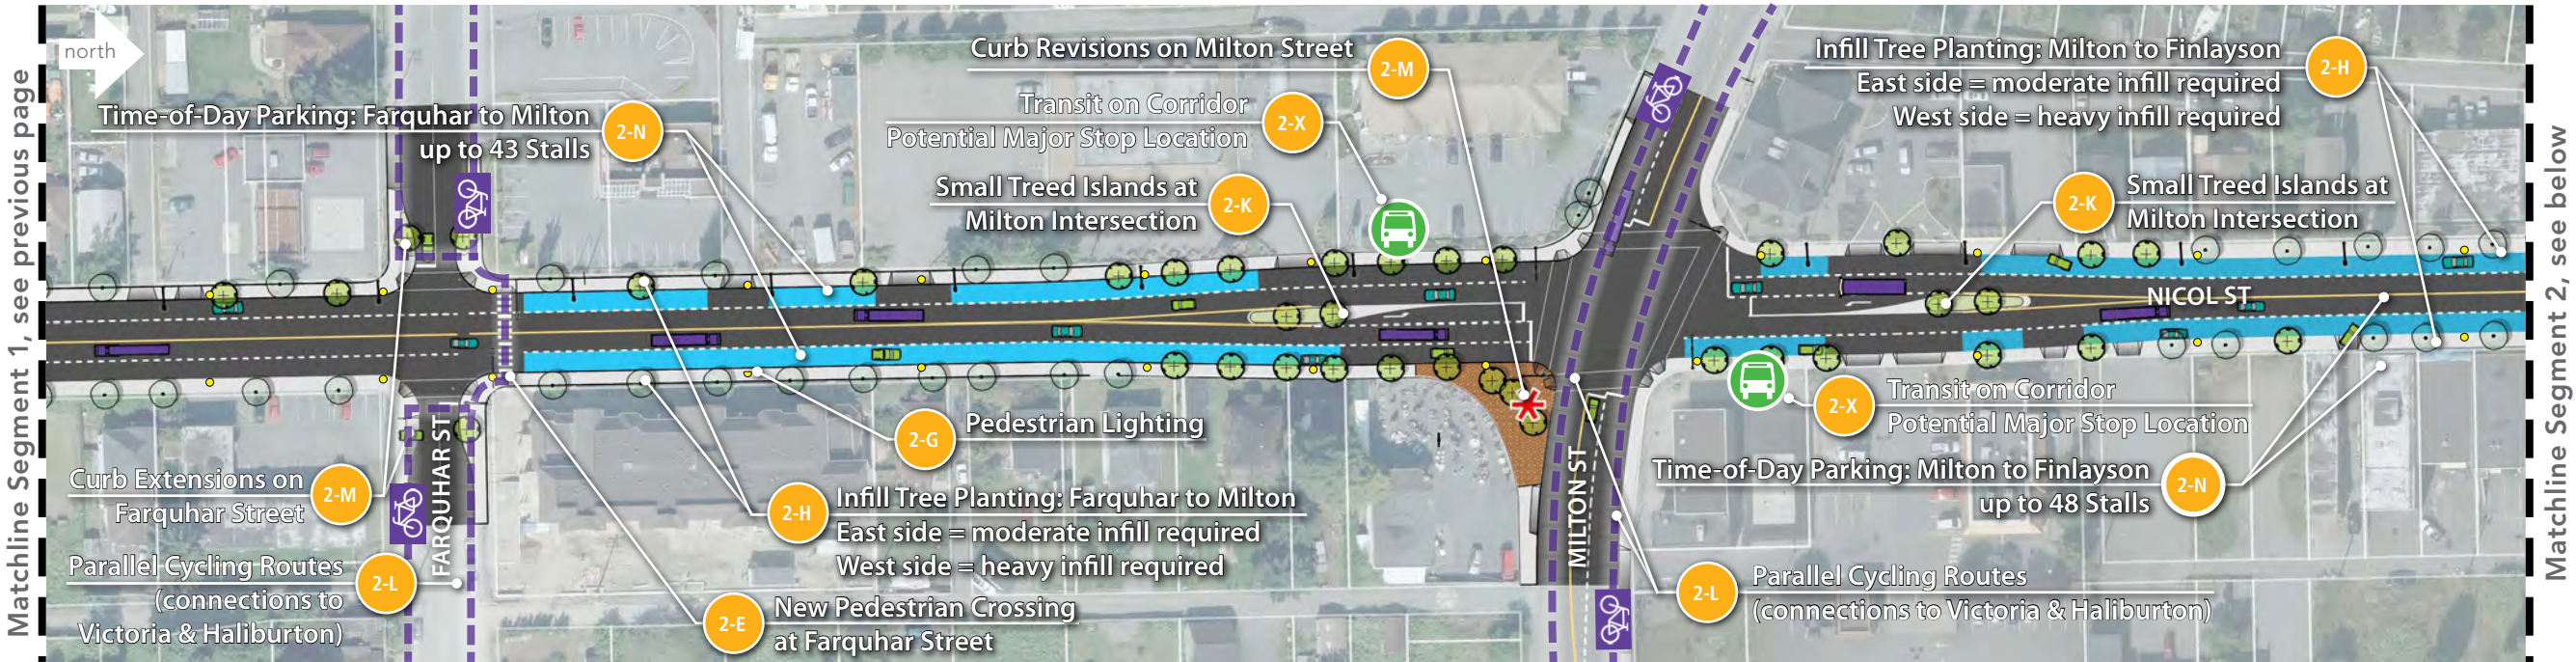 north
Matchline Segment 1, see previous page
Time-of-Day Parking: Farquhar to Milton
up to 43 Stalls
2-N
Curb Revisions on Milton Street
2-M
Transit on Corridor
Potential Major Stop Location
2-X
Small Treed Islands at
Milton Intersection
2-K
Infill Tree Planting: Milton to Finlayson
East side = moderate infill required
West side = heavy infill required
2-H
2-K
Small Treed Islands at
Milton Intersection
NICOL ST
Matchline Segment 2, see below
Curb Extensions on
Farquhar Street
2-M
FARQUHAR ST
Parallel Cycling Routes
(connections to
Victoria & Haliburton)
2-L
2-G
Pedestrian Lighting
2-H
Infill Tree Planting: Farquhar to Milton
East side = moderate infill required
West side = heavy infill required
2-E
New Pedestrian Crossing
at Farquhar Street
MILTON ST
2-X
Transit on Corridor
Potential Major Stop Location
Time-of-Day Parking: Milton to Finlayson
up to 48 Stalls
2-N
2-L
Parallel Cycling Routes
(connections to Victoria & Haliburton)